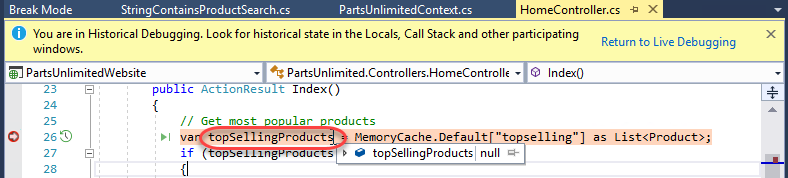 Break Mode StringContainsProductSearch.cs PartsUnlimitedContext.cs HomeController.cs
You are in Historical Debugging. Look for historical state in the Locals, Call Stack and other participating
windows.
Return to Live Debugging
PartsUnlimitedWebsite PartsUnlimited.Controllers.HomeControlle Index()
23 public ActionResult Index()
24 {
25 // Get most popular products
26 var topSellingProducts = MemoryCache.Default["topselling"] as List<Product>;
27 if (topSellingProducts topSellingProducts null
28 {